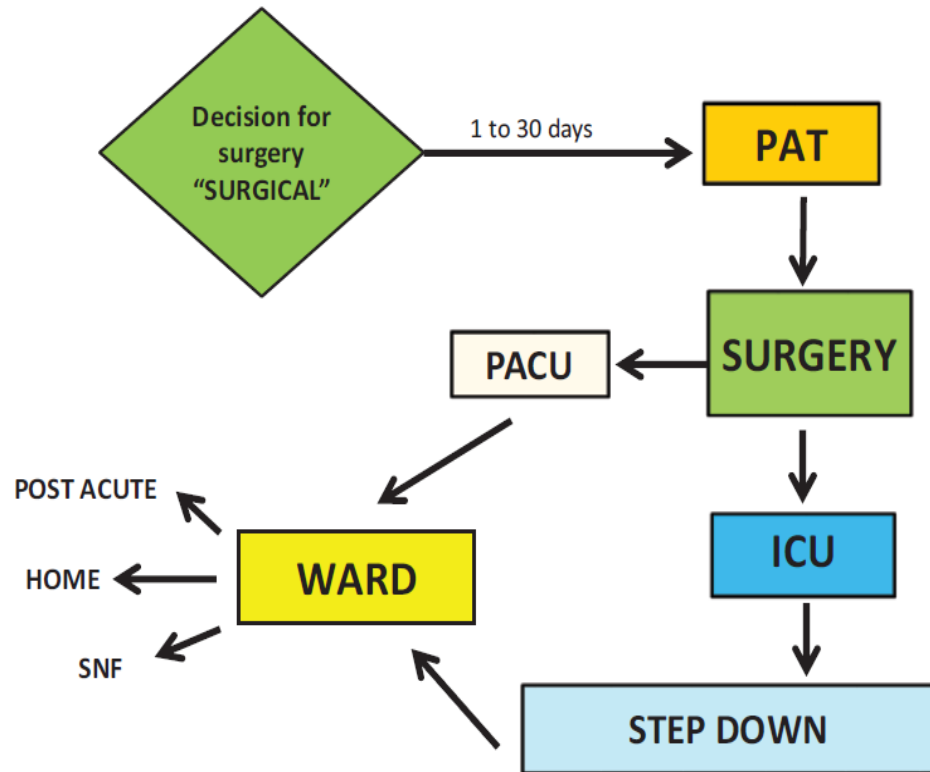 Decision for
surgery
“SURGICAL”
1 to 30 days
PAT
SURGERY
PACU
ICU
STEP DOWN
WARD
POST ACUTE
HOME
SNF